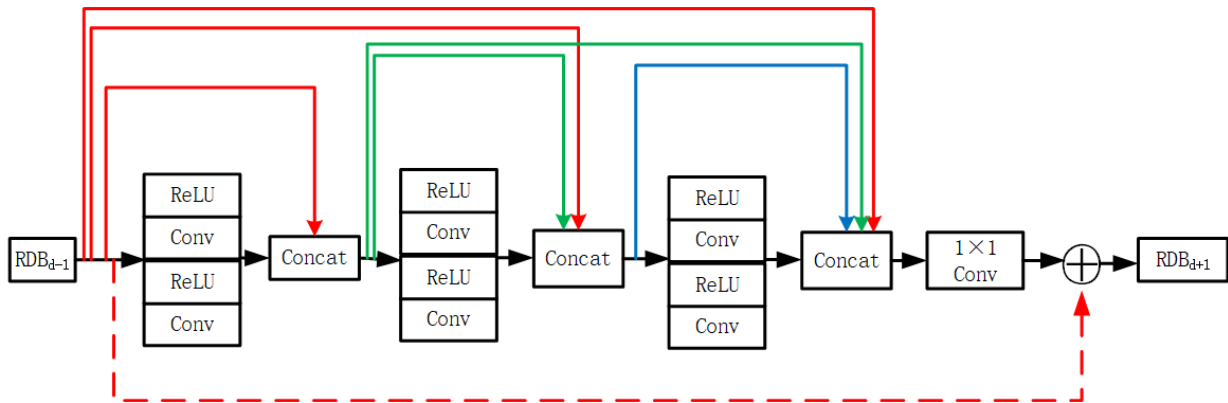 RDBd-1
ReLU
Conv
ReLU
Conv
Concat
ReLU
Conv
ReLU
Conv
Concat
ReLU
Conv
ReLU
Conv
Concat
1×1
Conv
RDBd+1